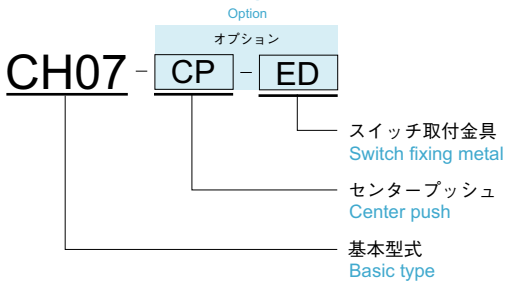 Option
オプション
CH07 - CP - ED
スイッチ取付金具
Switch fixing metal
センタープッシュ
Center push
基本型式
Basic type